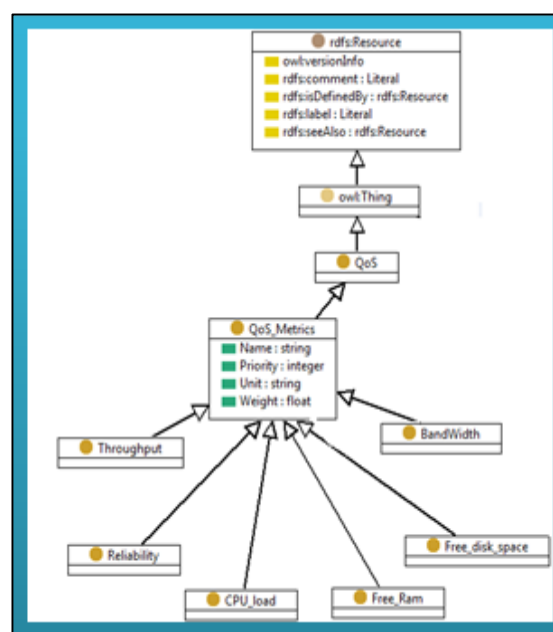 rdfs:Resource
owl:versionInfo
rdfs:comment : Literal
rdfs:isDefinedBy : rdfs:Resource
rdfs:label : Literal
rdfs:seeAlso : rdfs:Resource
owl:Thing
QoS
QoS_Metrics
Name : string
Priority : integer
Unit : string
Weight : float
BandWidth
Throughput
Free_disk_space
Reliability
CPU_load
Free_Ram